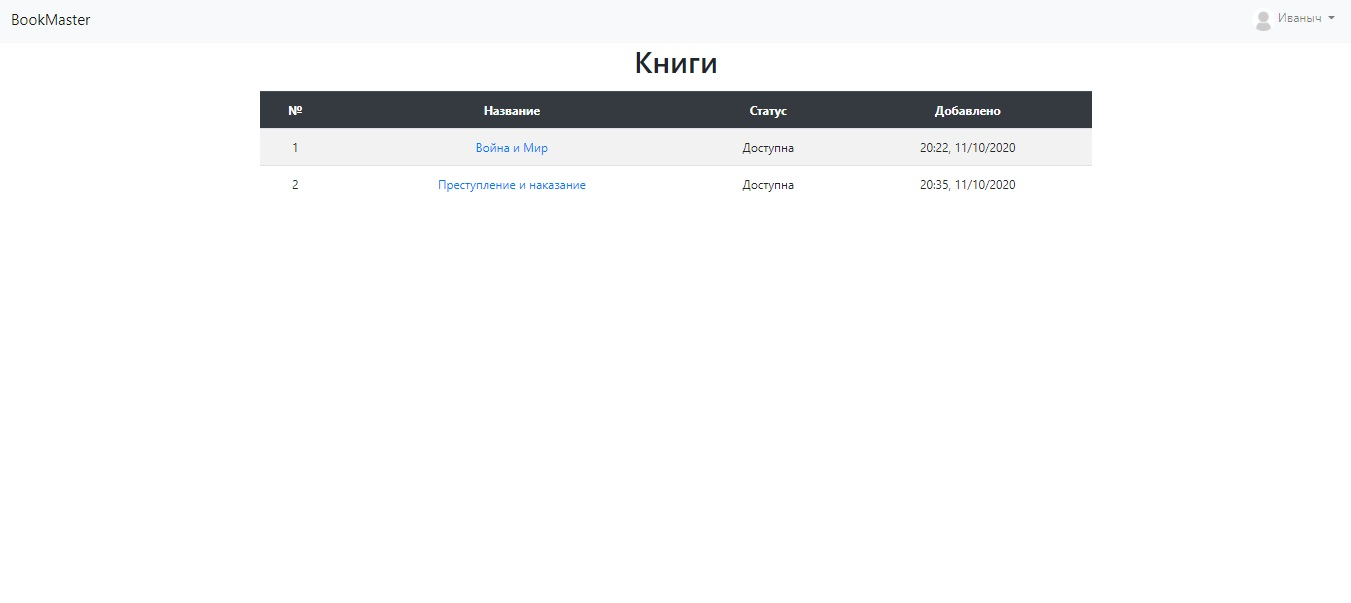 BookMaster Иваныч
Книги
№ Название Статус Добавлено
1 Война и Мир Доступна 20:22, 11/10/2020
2 Преступление и наказание Доступна 20:35, 11/10/2020